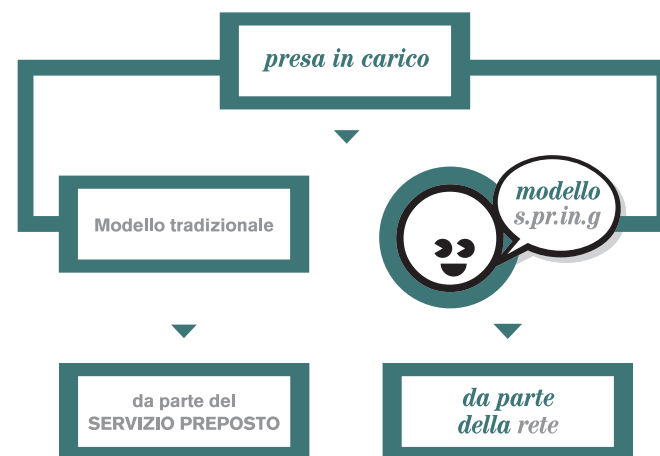 presa in carico
Modello tradizionale
modello
s.pr.in.g
da parte del
SERVIZIO PREPOSTO
da parte
della rete